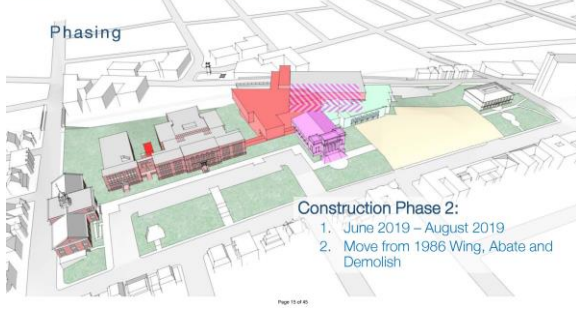 Phasing
Construction Phase 2:
1. June 2019 – August 2019
2. Move from 1986 Wing, Abate and
Demolish
Page 15 of 45